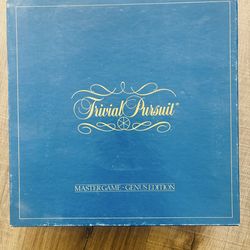 Trivial Pursuit®
MASTER GAME - GENUS EDITION